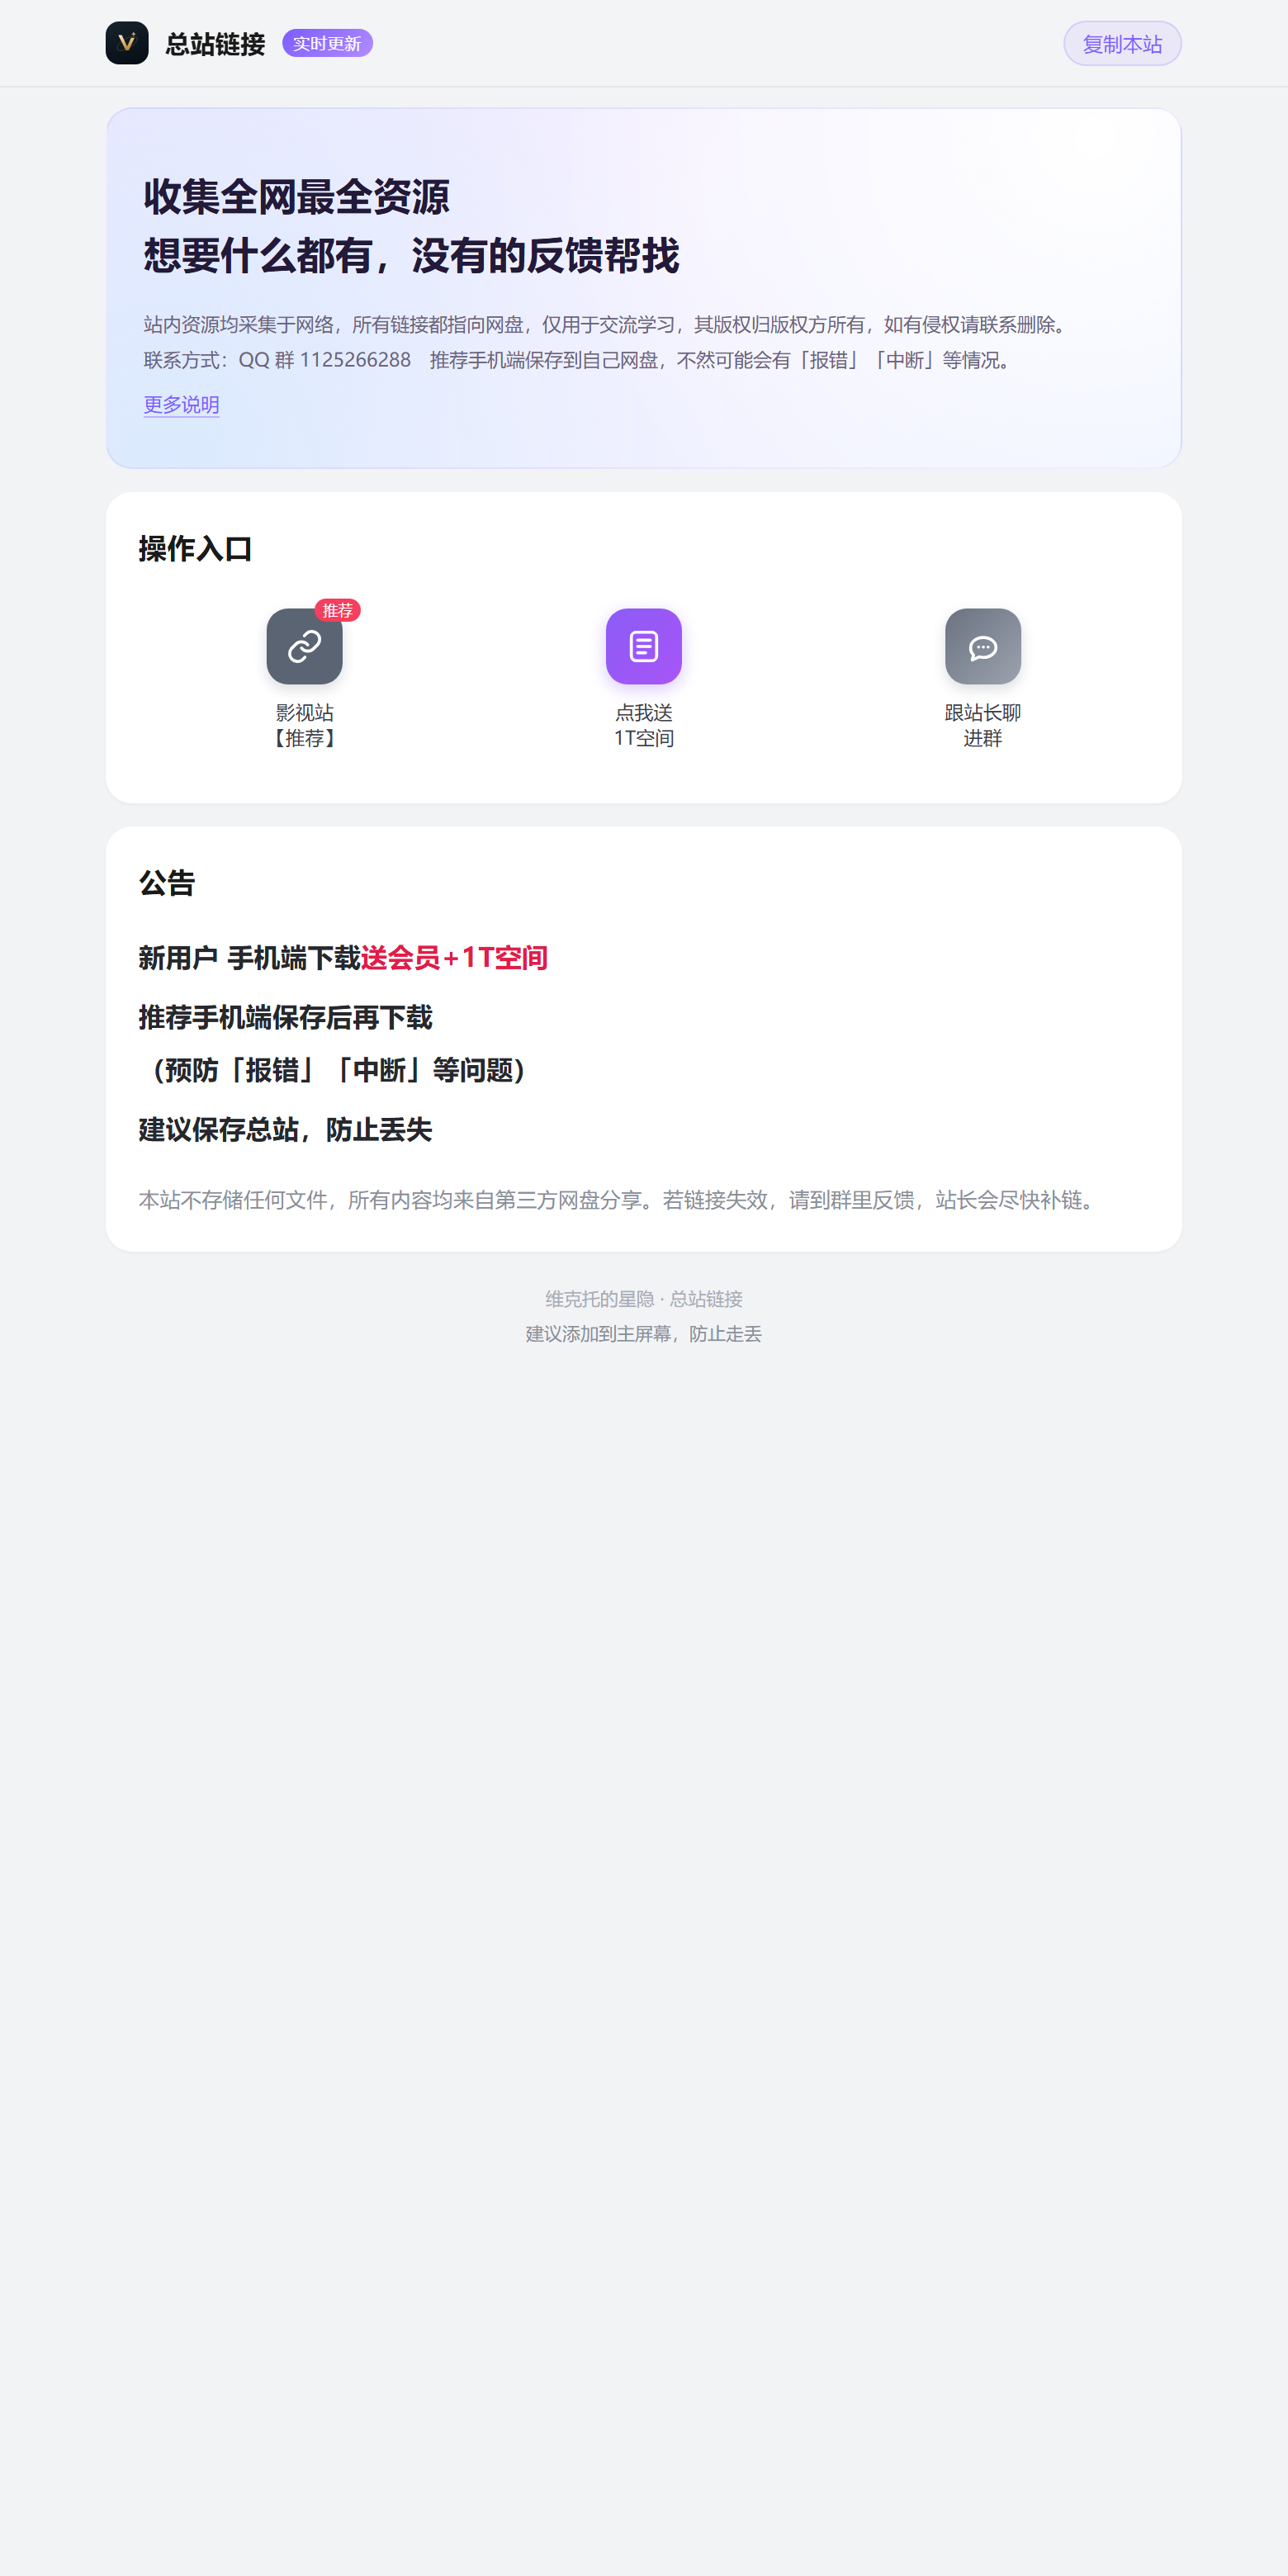 总站链接
实时更新
复制本站
收集全网最全资源
想要什么都有，没有的反馈帮找
站内资源均采集于网络，所有链接都指向网盘，仅用于交流学习，其版权归版权方所有，如有侵权请联系删除。
联系方式：QQ 群 1125266288　推荐手机端保存到自己网盘，不然可能会有「报错」「中断」等情况。
更多说明
操作入口
推荐
影视站
【推荐】
点我送
1T空间
跟站长聊
进群
公告
新用户 手机端下载送会员+1T空间
推荐手机端保存后再下载
（预防「报错」「中断」等问题）
建议保存总站，防止丢失
本站不存储任何文件，所有内容均来自第三方网盘分享。若链接失效，请到群里反馈，站长会尽快补链。
维克托的星隐 · 总站链接
建议添加到主屏幕，防止走丢